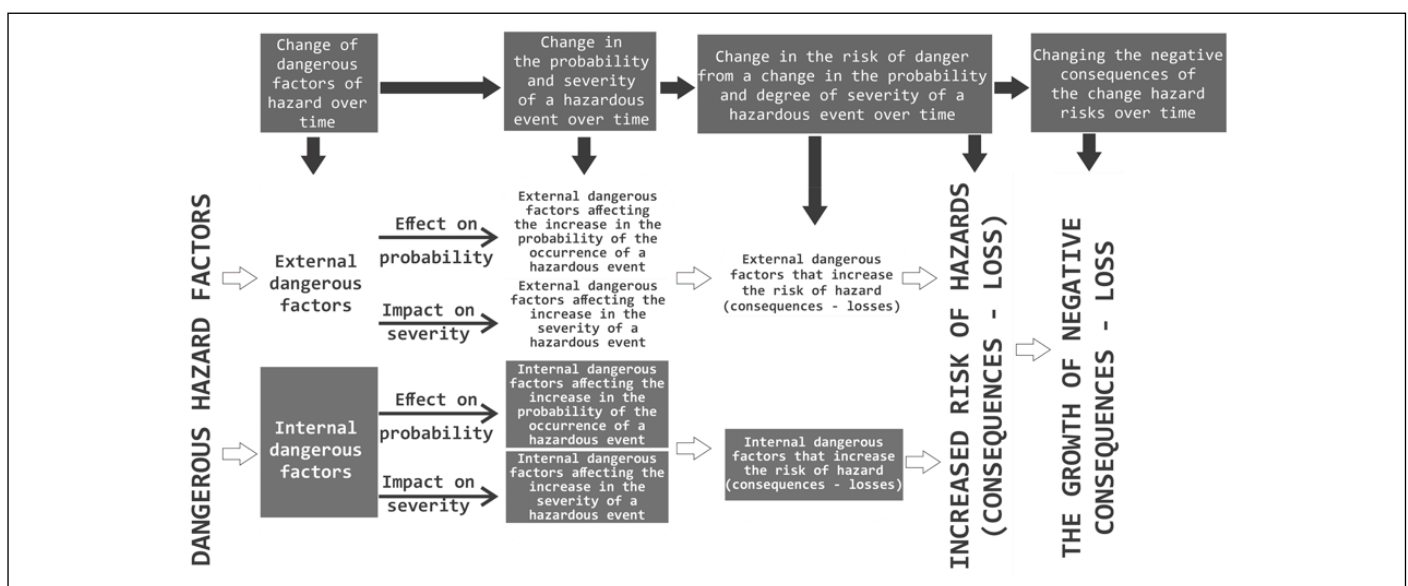 Change of
dangerous
factors of
hazard over
time
Change in
the probability
and severity
of a hazardous
event over time
Change in the risk of danger
from a change in the probability
and degree of severity of a
hazardous event over time
Changing the negative
consequences of
the change hazard
risks over time
DANGEROUS HAZARD FACTORS
External
dangerous
factors
Effect on
probability
Impact on
severity
External dangerous
factors affecting
the increase in the
probability of the
occurrence of a
hazardous event
External dangerous
factors affecting the
increase in the
severity of a
hazardous event
External dangerous
factors that increase
the risk of hazard
(consequences - losses)
Internal
dangerous
factors
Effect on
probability
Impact on
severity
Internal dangerous
factors affecting the
increase in the
probability of the
occurrence of a
hazardous event
Internal dangerous
factors affecting the
increase in the
severity of a
hazardous event
Internal dangerous
factors that increase
the risk of hazard
(consequences - losses)
INCREASED RISK OF HAZARDS
(CONSEQUENCES - LOSS)
THE GROWTH OF NEGATIVE
CONSEQUENCES - LOSS